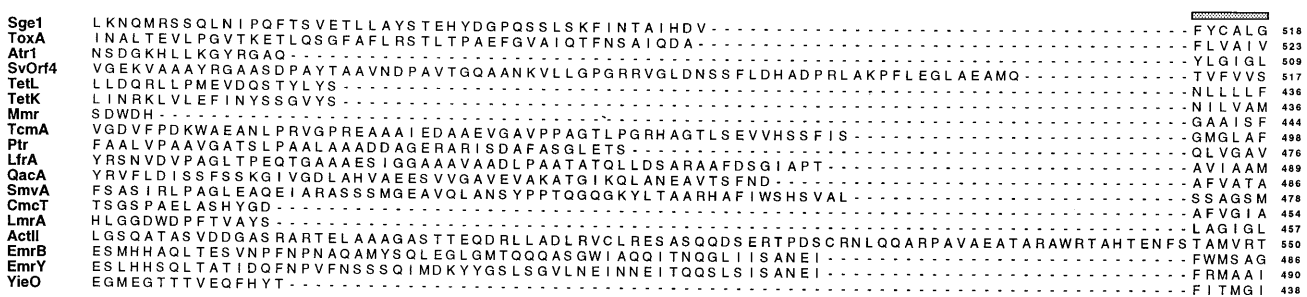 Sge1 LKNQMRSSQLNIPQFTSVETLLAYSTEHYDGPQSSLSKFINTAIHDV - - - - - - - - - - - - - - - - - - - - - - - - - - - - - - - - - - - - FYCALG 518
ToxA INALTEVLPGVTKETLQSGFAFLRSTLTPAEFGVAIQTFNSAIQDA - - - - - - - - - - - - - - - - - - - - - - - - - - - - - - - - - - - - - FLVAIV 523
Atr1 NSDGKHLLKGYRGAQ - - - - - - - - - - - - - - - - - - - - - - - - - - - - - - - - - - - - YLGIGL 509
SvOrf4 VGEKVAAAYRGAASDPAYTAAVNDPAVTGQAANKVLLGPGRRVGLDNSSFLDHADPRLAKPFLEGLAEAMQ - - - - - - - - - - - - TVFVVS 517
TetL LLDQRLLPMEVDQSTYLYS - - - - - - - - - - - - - - - - - - - - - - - - - - - - - - - - - - - - NLLLLF 436
TetK LINRKLVLEFINYSSGVYS - - - - - - - - - - - - - - - - - - - - - - - - - - - - - - - - - - - - NILVAM 436
Mmr SDWDH - - - - - - - - - - - - - - - - - - - - - - - - - - - - - - - - - - - - GAAISF 444
TcmA VGDVFPDKWAEANLPRVGPREAAAIEDAAEVGAVPPAGTLPGRHAGTLSEVVHSSFIS - - - - - - - - - - - - - - - - - - - - - - - - GMGLAF 498
Ptr FAALVPAAVGATSLPAALAAADDAGERARISDAFASGLETS - - - - - - - - - - - - - - - - - - - - - - - - - - - - - - - - - - - - QLVGAV 476
LfrA YRSNVDVPAGLTPEQTGAAAESIGGAAAVAADLPAATATQLLDSARAAFDSGIAPT - - - - - - - - - - - - - - - - - - - - - - - - - - AVIAAM 489
QacA YRVFLDISSFSSKGIVGDLAHVAEESVVGAVEVAKATGIKQLANEAVTSFND - - - - - - - - - - - - - - - - - - - - - - - - - - - - - - AFVATA 486
SmvA FSASIRLPAGLEAQEIARASSSMGEAVQLANSYPPTQGQGKYLTAARHAFIWSHSVAL - - - - - - - - - - - - - - - - - - - - - - - - SSAGSM 478
CmcT TSGSPAELASHYGD - - - - - - - - - - - - - - - - - - - - - - - - - - - - - - - - - - - - AFVGIA 454
LmrA HLGGDWDPFTVAYS - - - - - - - - - - - - - - - - - - - - - - - - - - - - - - - - - - - - LAGIGL 457
ActII LGSQATASVDDGASRARTELAAAGASTTEQDRLLADLRVCLRESASQQDSERTPDSCRNLQQARPAVAEATARAWRTAHTENFSTAMVRT 550
EmrB ESMHHAQLTESVNPFNPNAQAMYSQLEGLGMTQQQASGWIAQQITNQGLIISANEI - - - - - - - - - - - - - - - - - - - - - - - - - - FWMSAG 486
EmrY ESLHHSQLTATIDQFNPVFNSSSQIMDKYYGSLSGVLNEINNEITQQSLSISANEI - - - - - - - - - - - - - - - - - - - - - - - - - - FRMAAI 490
YieO EGMEGTTTVEQFHYT - - - - - - - - - - - - - - - - - - - - - - - - - - - - - - - - - - - - FITMGI 438